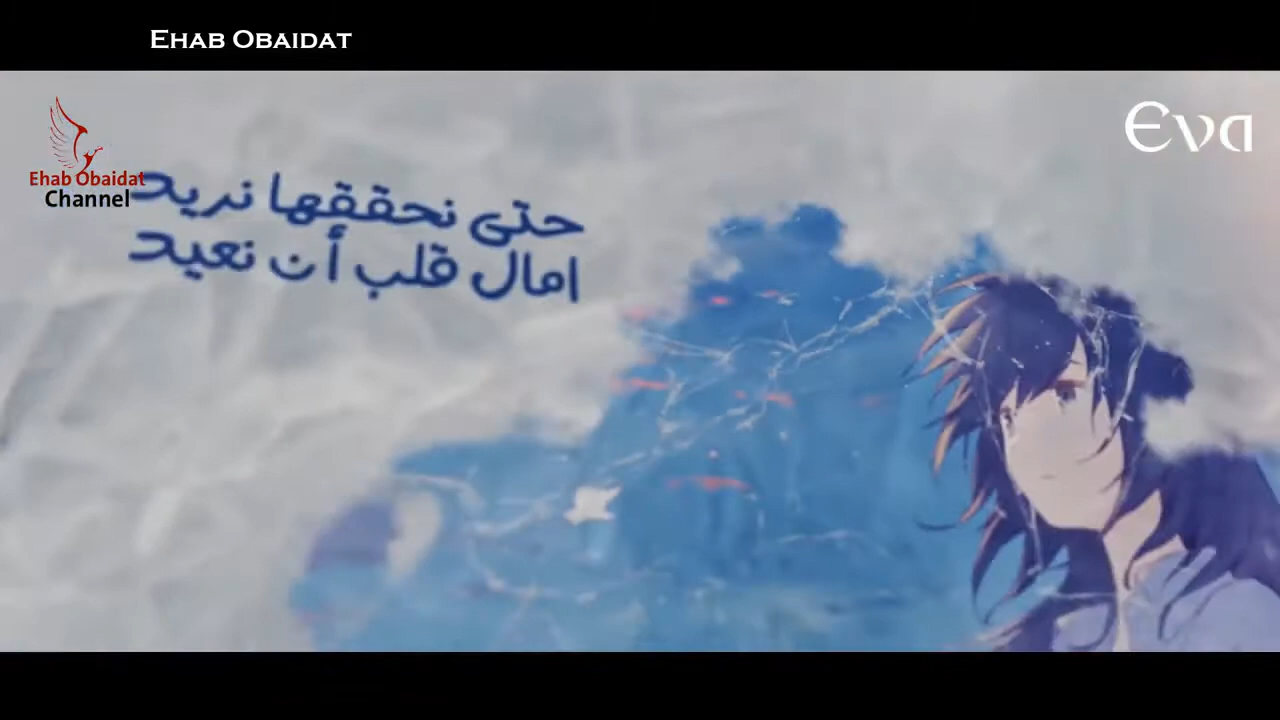 Ehab Obaidat
Eva
Ehab Obaidat
Channel
حتى نحققها نريد
امال قلب أن نعيد